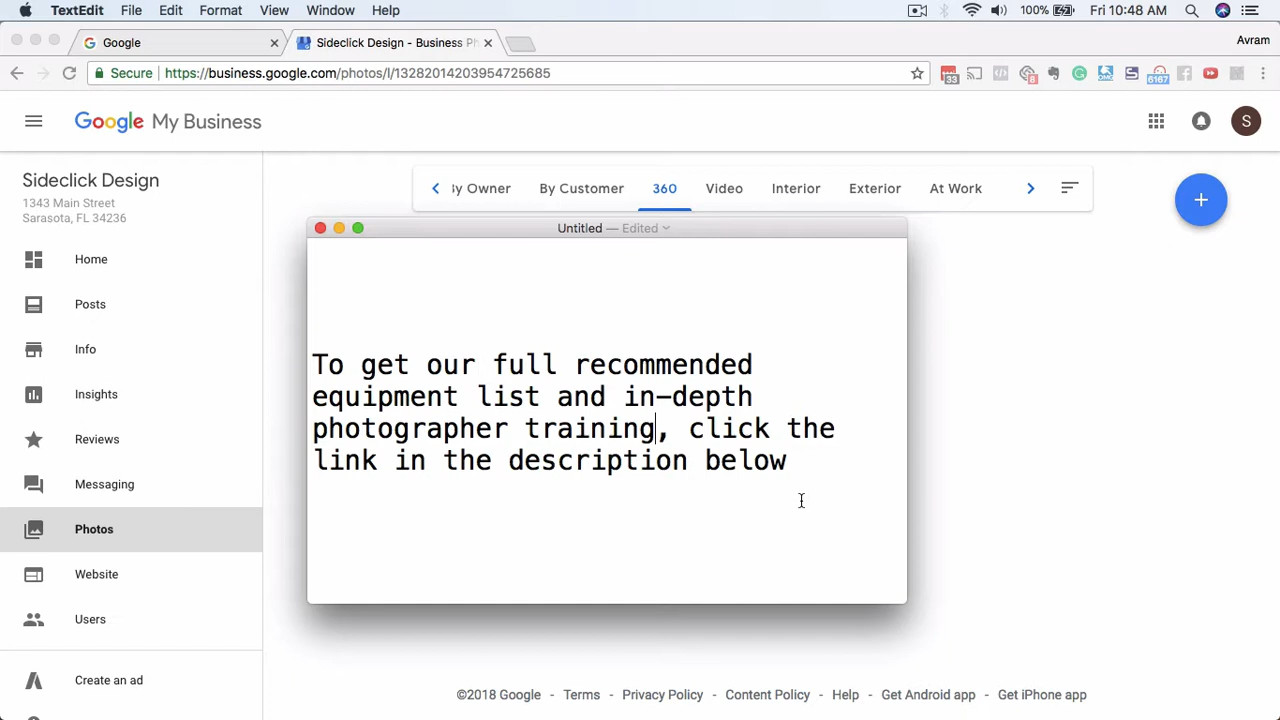 TextEdit File Edit Format View Window Help 100% Fri 10:48 AM
Google Sideclick Design - Business Ph Avram
Secure https://business.google.com/photos/l/13282014203954725685 33 8 6167
Google My Business S
Sideclick Design
1343 Main Street
Sarasota, FL 34236
By Owner By Customer 360 Video Interior Exterior At Work
Home
Posts
Info
Insights
Reviews
Messaging
Photos
Website
Users
Create an ad
Untitled — Edited
To get our full recommended
equipment list and in-depth
photographer training, click the
link in the description below
©2018 Google - Terms - Privacy Policy - Content Policy - Help - Get Android app - Get iPhone app